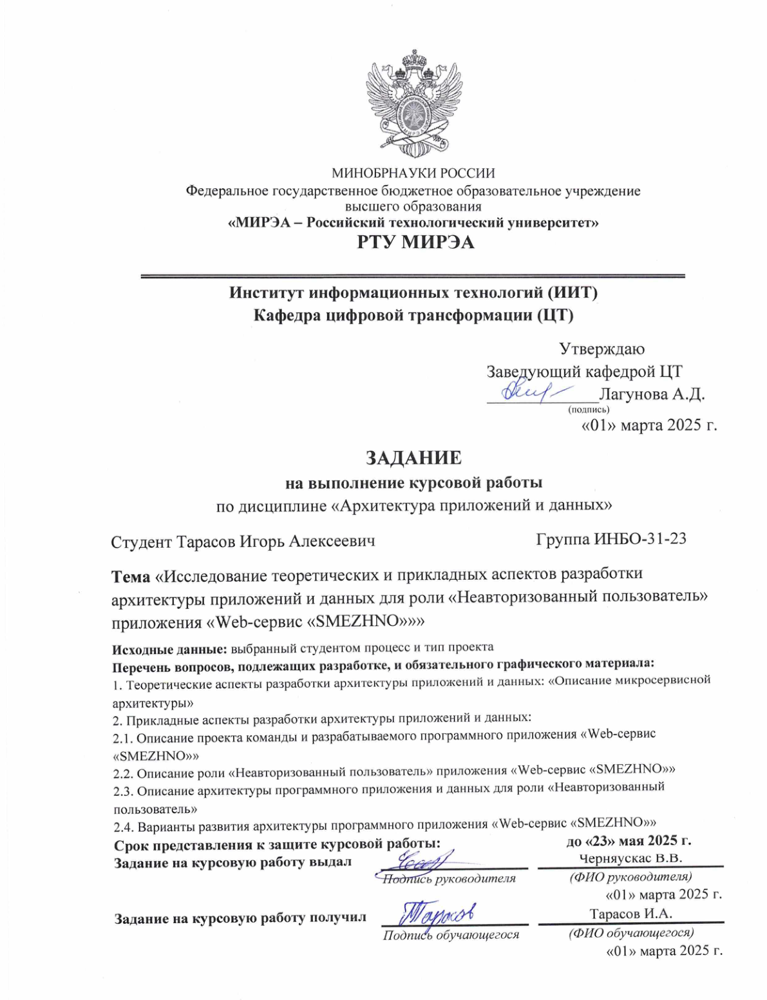 МИНОБРНАУКИ РОССИИ
Федеральное государственное бюджетное образовательное учреждение
высшего образования
«МИРЭА – Российский технологический университет»
РТУ МИРЭА
Институт информационных технологий (ИИТ)
Кафедра цифровой трансформации (ЦТ)
Утверждаю
Заведующий кафедрой ЦТ
Лагунова А.Д.
(подпись)
«01» марта 2025 г.
ЗАДАНИЕ
на выполнение курсовой работы
по дисциплине «Архитектура приложений и данных»
Студент Тарасов Игорь Алексеевич Группа ИНБО-31-23
Тема «Исследование теоретических и прикладных аспектов разработки
архитектуры приложений и данных для роли «Неавторизованный пользователь»
приложения «Web-сервис «SMEZHNO»»»
Исходные данные: выбранный студентом процесс и тип проекта
Перечень вопросов, подлежащих разработке, и обязательного графического материала:
1. Теоретические аспекты разработки архитектуры приложений и данных: «Описание микросервисной
архитектуры»
2. Прикладные аспекты разработки архитектуры приложений и данных:
2.1. Описание проекта команды и разрабатываемого программного приложения «Web-сервис
«SMEZHNO»»
2.2. Описание роли «Неавторизованный пользователь» приложения «Web-сервис «SMEZHNO»»
2.3. Описание архитектуры программного приложения и данных для роли «Неавторизованный
пользователь»
2.4. Варианты развития архитектуры программного приложения «Web-сервис «SMEZHNO»»
Срок представления к защите курсовой работы: до «23» мая 2025 г.
Задание на курсовую работу выдал Черняускас В.В.
Подпись руководителя (ФИО руководителя)
«01» марта 2025 г.
Задание на курсовую работу получил Тарасов Тарасов И.А.
Подпись обучающегося (ФИО обучающегося)
«01» марта 2025 г.